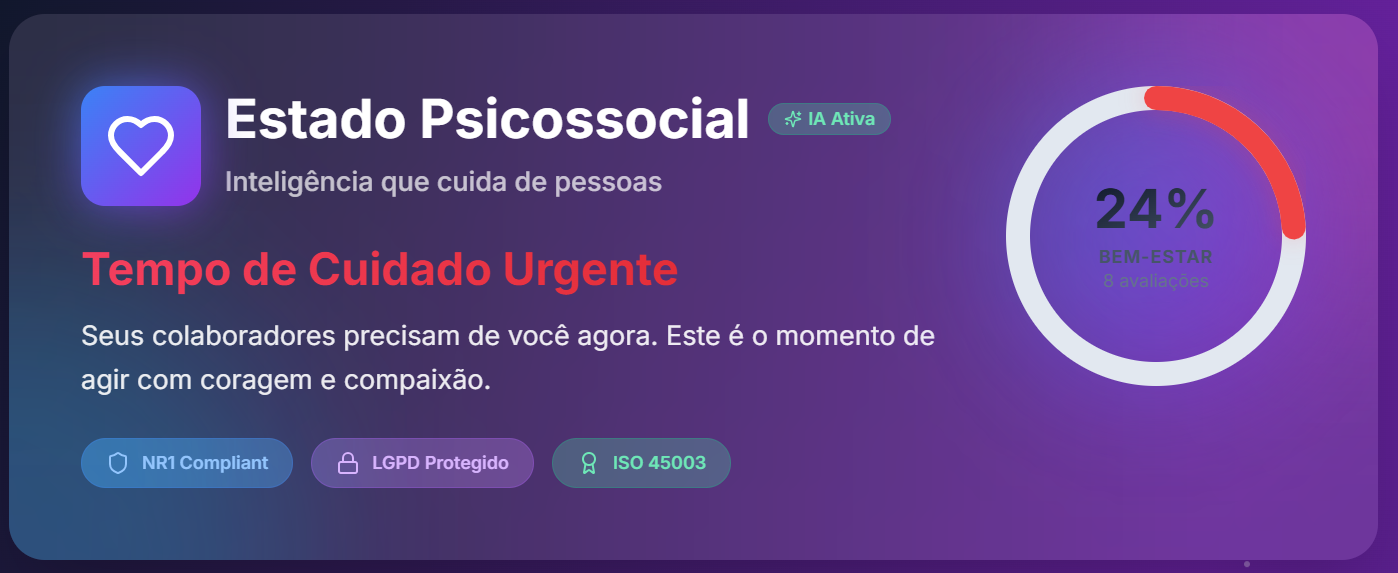 Estado Psicossocial
IA Ativa
Inteligência que cuida de pessoas
Tempo de Cuidado Urgente
Seus colaboradores precisam de você agora. Este é o momento de
agir com coragem e compaixão.
NR1 Compliant
LGPD Protegido
ISO 45003
24%
BEM-ESTAR
8 avaliações